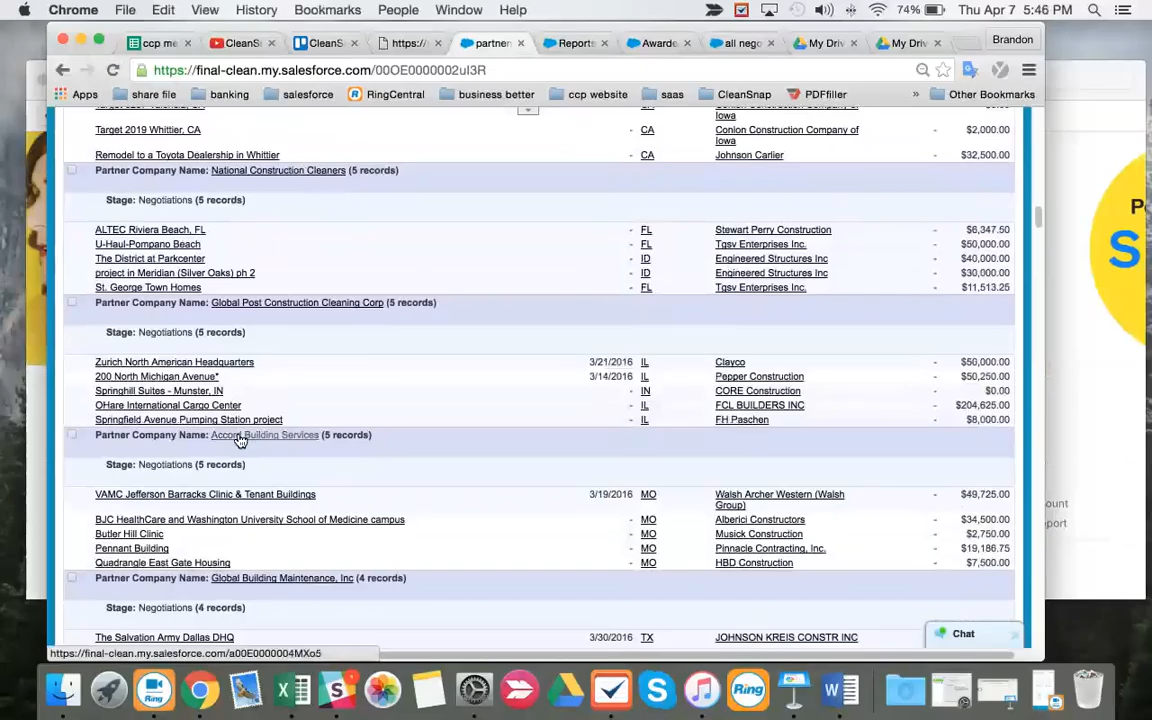 Chrome File Edit View History Bookmarks People Window Help 74% Thu Apr 7 5:46 PM
ccp me CleanS CleanS https:/ partner Reports Awarde all nego My Driv My Driv Brandon
https://final-clean.my.salesforce.com/00OE0000002uI3R
Apps share file banking salesforce RingCentral business better ccp website saas CleanSnap PDFfiller » Other Bookmarks
Iowa
Target 2019 Whittier, CA - CA Conlon Construction Company of - $2,000.00
Iowa
Remodel to a Toyota Dealership in Whittier - CA Johnson Carlier - $32,500.00
Partner Company Name: National Construction Cleaners (5 records)
Stage: Negotiations (5 records)
ALTEC Riviera Beach, FL - FL Stewart Perry Construction - $6,347.50
U-Haul-Pompano Beach - FL Tgsv Enterprises Inc. - $50,000.00
The District at Parkcenter - ID Engineered Structures Inc - $40,000.00
project in Meridian (Silver Oaks) ph 2 - ID Engineered Structures Inc - $30,000.00
St. George Town Homes - FL Tgsv Enterprises Inc. - $11,513.25
Partner Company Name: Global Post Construction Cleaning Corp (5 records)
Stage: Negotiations (5 records)
Zurich North American Headquarters 3/21/2016 IL Clayco - $50,000.00
200 North Michigan Avenue* 3/14/2016 IL Pepper Construction - $50,250.00
Springhill Suites - Munster, IN - IN CORE Construction - $0.00
OHare International Cargo Center - IL FCL BUILDERS INC - $204,625.00
Springfield Avenue Pumping Station project - IL FH Paschen - $8,000.00
Partner Company Name: Accord Building Services (5 records)
Stage: Negotiations (5 records)
VAMC Jefferson Barracks Clinic & Tenant Buildings 3/19/2016 MO Walsh Archer Western (Walsh - $49,725.00
Group)
BJC HealthCare and Washington University School of Medicine campus - MO Alberici Constructors - $34,500.00
Butler Hill Clinic - MO Musick Construction - $2,750.00
Pennant Building - MO Pinnacle Contracting, Inc. - $19,186.75
Quadrangle East Gate Housing - MO HBD Construction - $7,500.00
Partner Company Name: Global Building Maintenance, Inc (4 records)
Stage: Negotiations (4 records)
The Salvation Army Dallas DHQ 3/30/2016 TX JOHNSON KREIS CONSTR INC
Chat
https://final-clean.my.salesforce.com/a00E0000004MXo5
P
S
ount
port
Ring
Ring